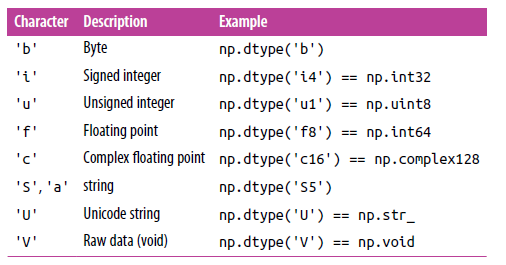 Character Description Example
'b' Byte np.dtype('b')
'i' Signed integer np.dtype('i4') == np.int32
'u' Unsigned integer np.dtype('u1') == np.uint8
'f' Floating point np.dtype('f8') == np.int64
'c' Complex floating point np.dtype('c16') == np.complex128
'S','a' string np.dtype('S5')
'U' Unicode string np.dtype('U') == np.str_
'V' Raw data (void) np.dtype('V') == np.void